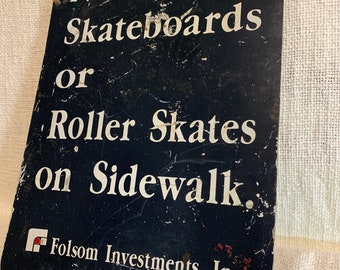 Skateboards
or
Roller Skates
on Sidewalk.
Folsom Investments,